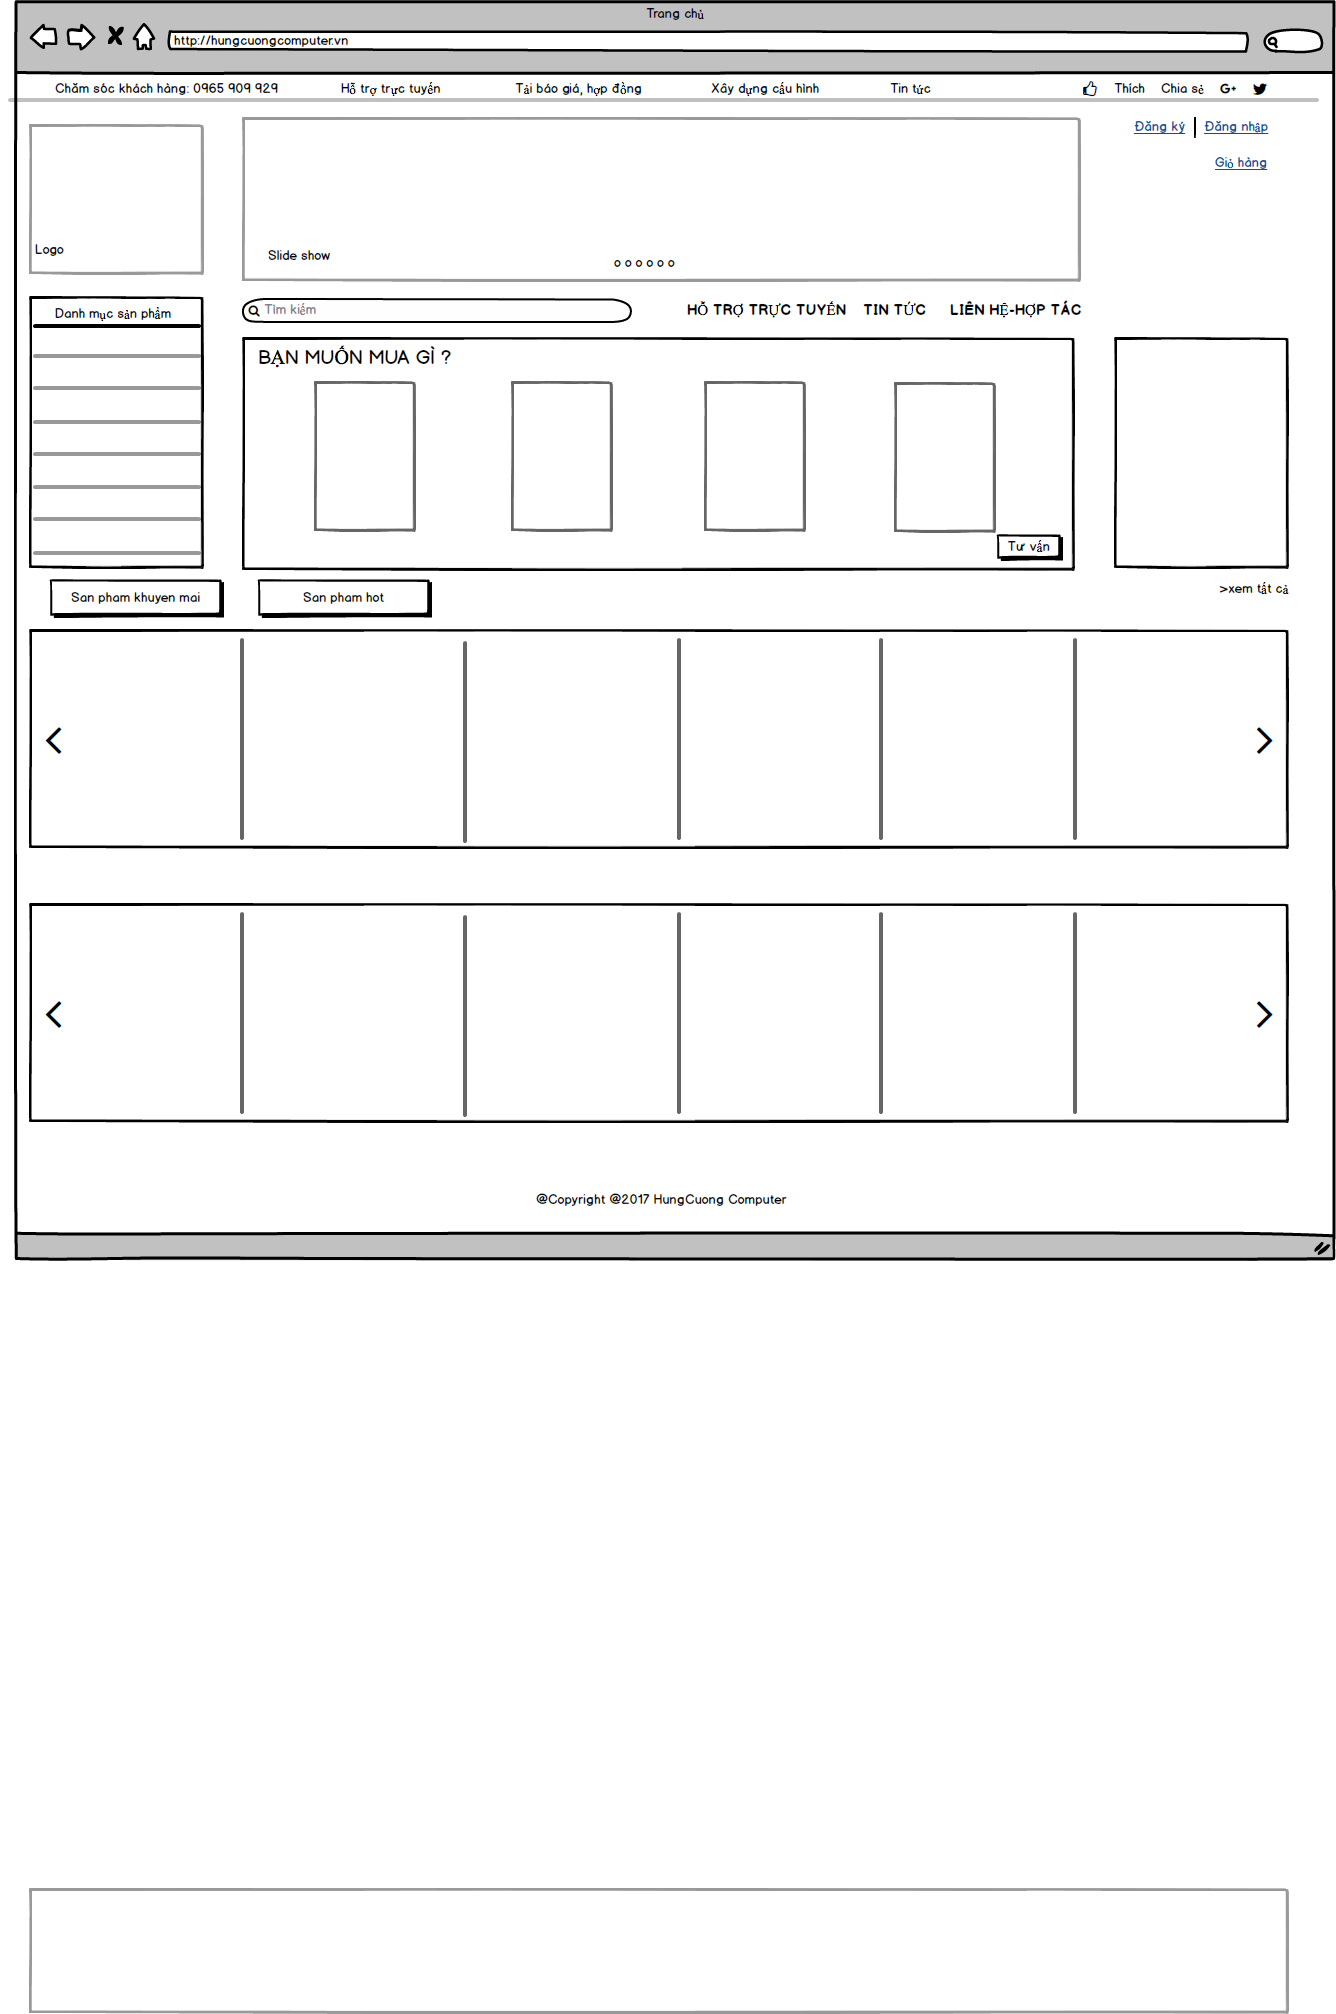 Trang chủ
http://hungcuongcomputer.vn
Chăm sóc khách hàng: 0965 909 929 Hỗ trợ trực tuyến Tải báo giá, hợp đồng Xây dựng cấu hình Tin tức Thích Chia sẻ G+
Đăng ký Đăng nhập
Giỏ hàng
Logo
Slide show
Danh mục sản phẩm
Tìm kiếm
HỖ TRỢ TRỰC TUYẾN TIN TỨC LIÊN HỆ-HỢP TÁC
BẠN MUỐN MUA GÌ ?
Tư vấn
San pham khuyen mai San pham hot >xem tất cả
@Copyright @2017 HungCuong Computer